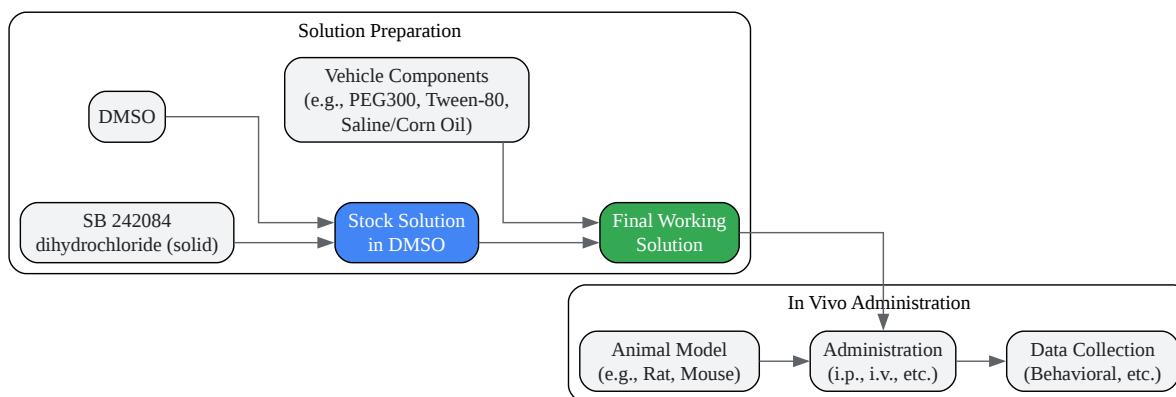 Solution Preparation
Vehicle Components
(e.g., PEG300, Tween-80,
Saline/Corn Oil)
DMSO
SB 242084
dihydrochloride (solid)
Stock Solution
in DMSO
Final Working
Solution
In Vivo Administration
Animal Model
(e.g., Rat, Mouse)
Administration
(i.p., i.v., etc.)
Data Collection
(Behavioral, etc.)